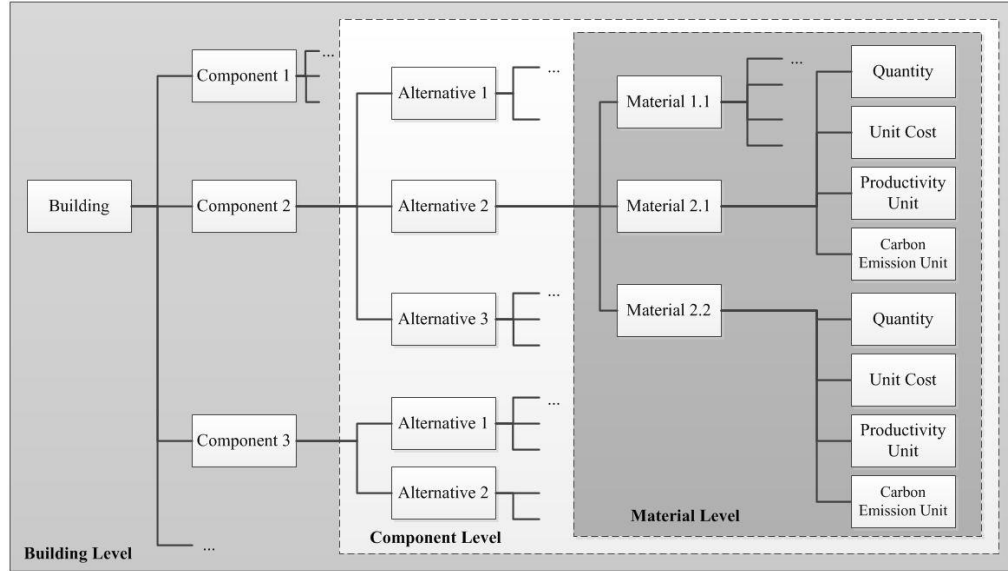 Building
Component 1
...
Component 2
Component 3
...
Building Level
Alternative 1
...
Alternative 2
Alternative 3
...
Alternative 1
...
Alternative 2
Component Level
Material 1.1
...
Material 2.1
Material 2.2
Material Level
Quantity
Unit Cost
Productivity
Unit
Carbon
Emission Unit
Quantity
Unit Cost
Productivity
Unit
Carbon
Emission Unit